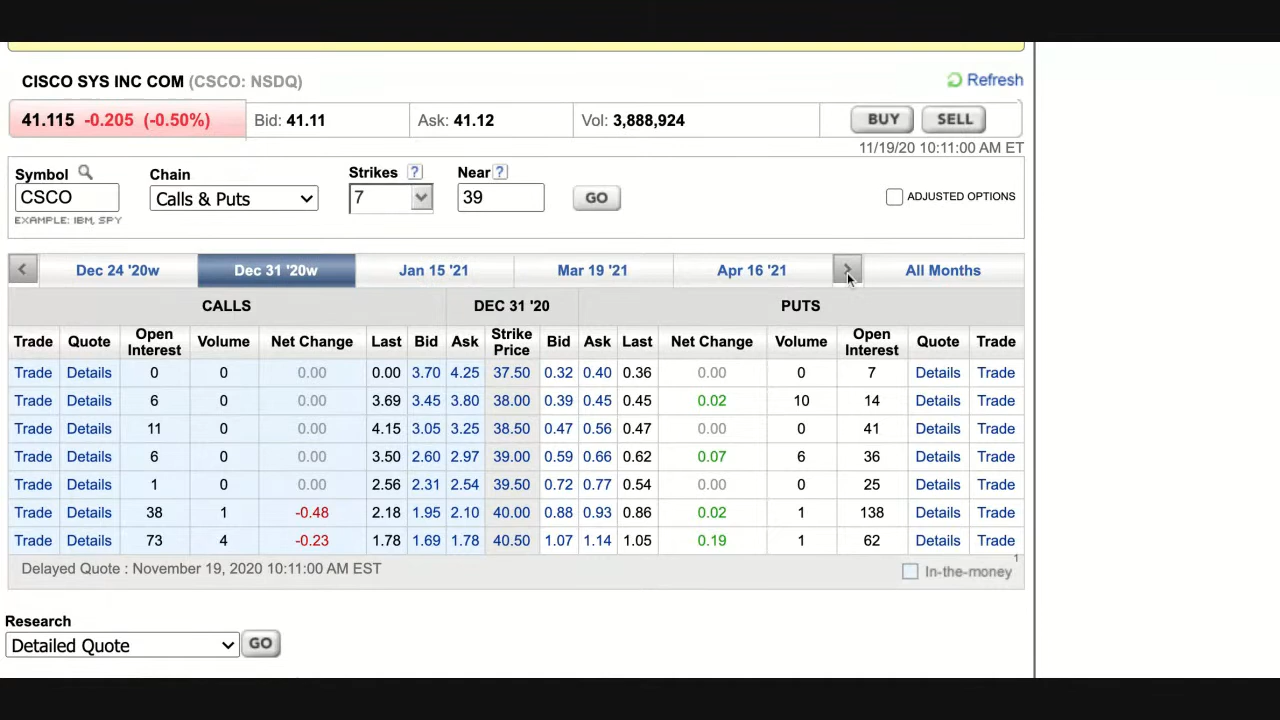 CISCO SYS INC COM (CSCO: NSDQ)
Refresh
41.115 -0.205 (-0.50%) Bid: 41.11 Ask: 41.12 Vol: 3,888,924 BUY SELL
11/19/20 10:11:00 AM ET
Symbol Chain Strikes ? Near ?
CSCO Calls & Puts 7 39 GO ADJUSTED OPTIONS
EXAMPLE: IBM, SPY
< Dec 24 '20w Dec 31 '20w Jan 15 '21 Mar 19 '21 Apr 16 '21 > All Months
CALLS DEC 31 '20 PUTS
Trade Quote Open Interest Volume Net Change Last Bid Ask Strike Price Bid Ask Last Net Change Volume Open Interest Quote Trade
Trade Details 0 0 0.00 0.00 3.70 4.25 37.50 0.32 0.40 0.36 0.00 0 7 Details Trade
Trade Details 6 0 0.00 3.69 3.45 3.80 38.00 0.39 0.45 0.45 0.02 10 14 Details Trade
Trade Details 11 0 0.00 4.15 3.05 3.25 38.50 0.47 0.56 0.47 0.00 0 41 Details Trade
Trade Details 6 0 0.00 3.50 2.60 2.97 39.00 0.59 0.66 0.62 0.07 6 36 Details Trade
Trade Details 1 0 0.00 2.56 2.31 2.54 39.50 0.72 0.77 0.54 0.00 0 25 Details Trade
Trade Details 38 1 -0.48 2.18 1.95 2.10 40.00 0.88 0.93 0.86 0.02 1 138 Details Trade
Trade Details 73 4 -0.23 1.78 1.69 1.78 40.50 1.07 1.14 1.05 0.19 1 62 Details Trade
Delayed Quote : November 19, 2020 10:11:00 AM EST
In-the-money 1
Research
Detailed Quote GO